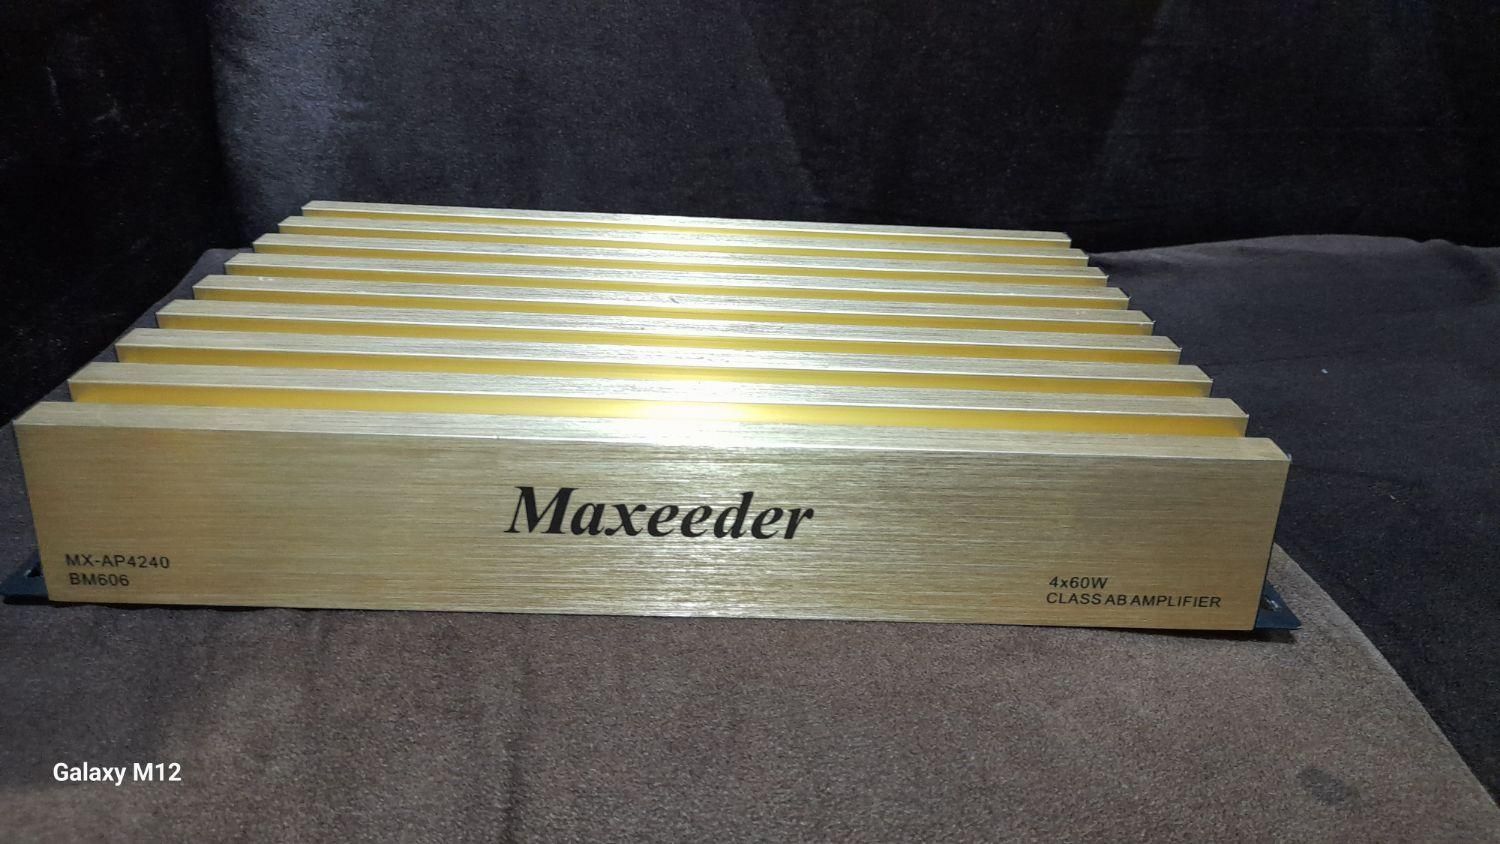 Maxeeder
MX-AP4240
BM606
4x60W
CLASS AB AMPLIFIER
Galaxy M12